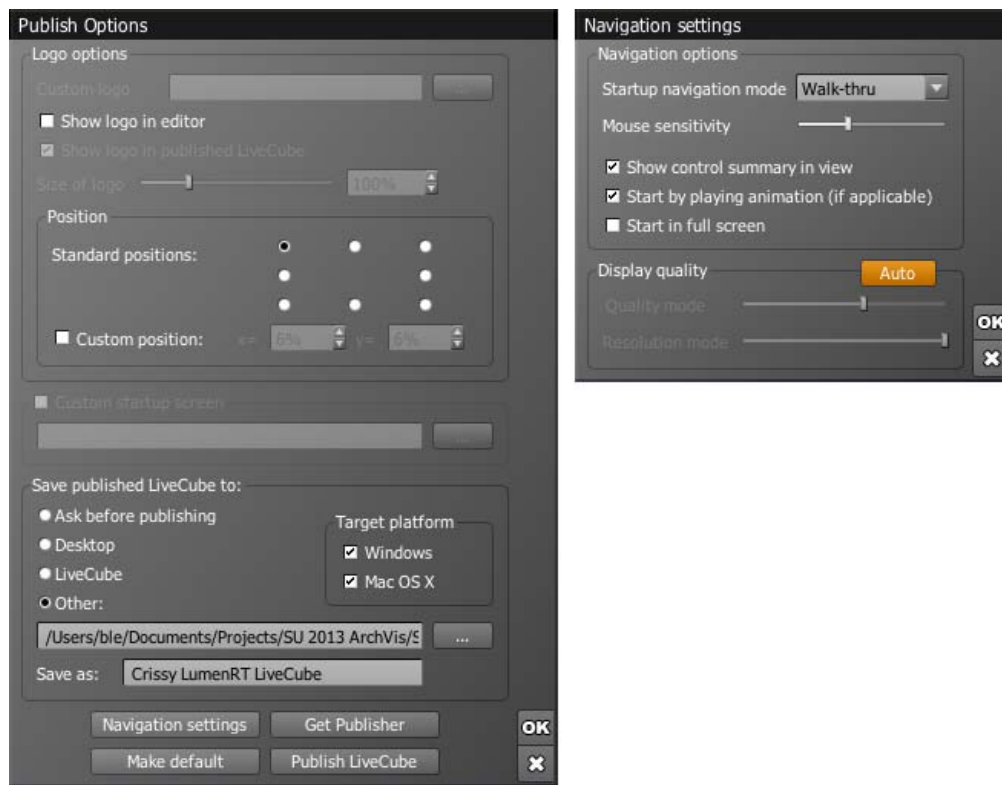 Publish Options
Logo options
Custom logo
...
Show logo in editor
Show logo in published LiveCube
Size of logo
100%
Position
Standard positions:
Custom position:
x=
6%
y=
6%
Custom startup screen
...
Save published LiveCube to:
Ask before publishing
Desktop
LiveCube
Other:
Target platform
Windows
Mac OS X
/Users/ble/Documents/Projects/SU 2013 ArchVis/S
...
Save as:
Crissy LumenRT LiveCube
Navigation settings
Get Publisher
Make default
Publish LiveCube
OK
Navigation settings
Navigation options
Startup navigation mode
Walk-thru
Mouse sensitivity
Show control summary in view
Start by playing animation (if applicable)
Start in full screen
Display quality
Auto
Quality mode
Resolution mode
OK